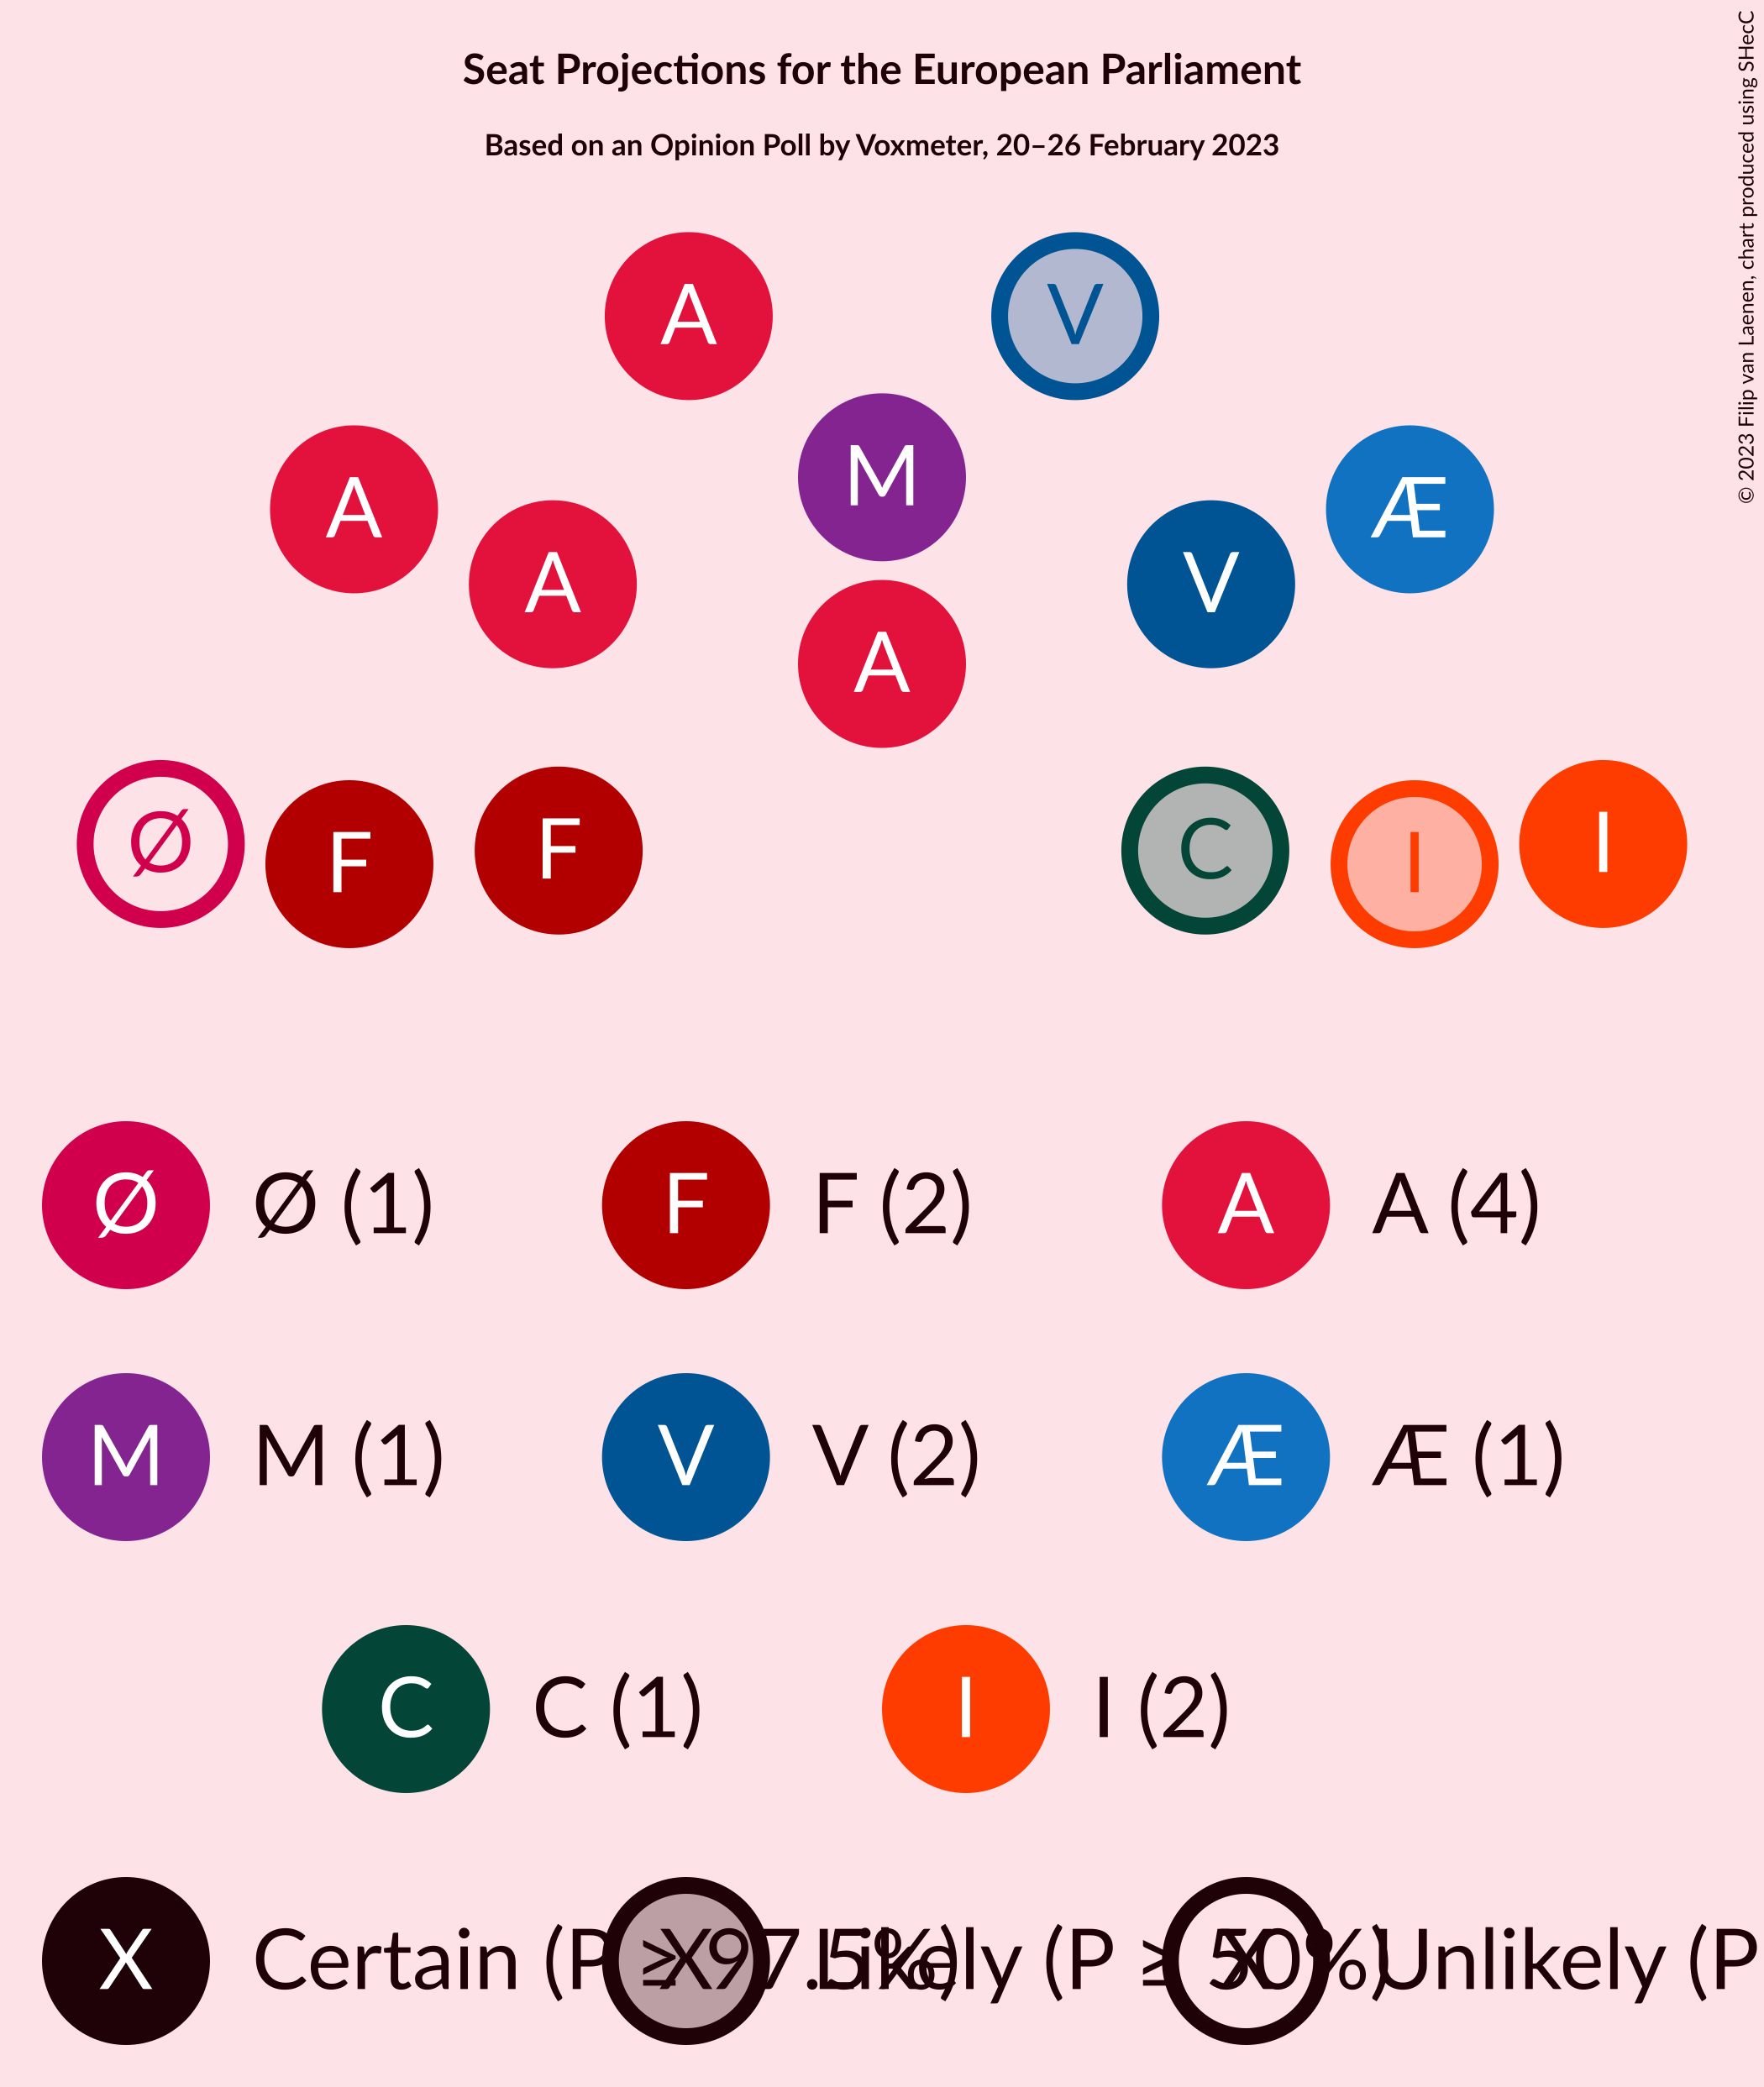 Seat Projections for the European Parliament
Based on an Opinion Poll by Voxmeter, 20–26 February 2023
© 2023 Filip van Laenen, chart produced using SHecC
A V
M
A Æ
A V
A
Ø F F C I I
Ø Ø (1) F F (2) A A (4)
M M (1) V V (2) Æ Æ (1)
C C (1) I I (2)
X Certain (P ≥ 97.5%) X Likely (P ≥ 50%) X Unlikely (P